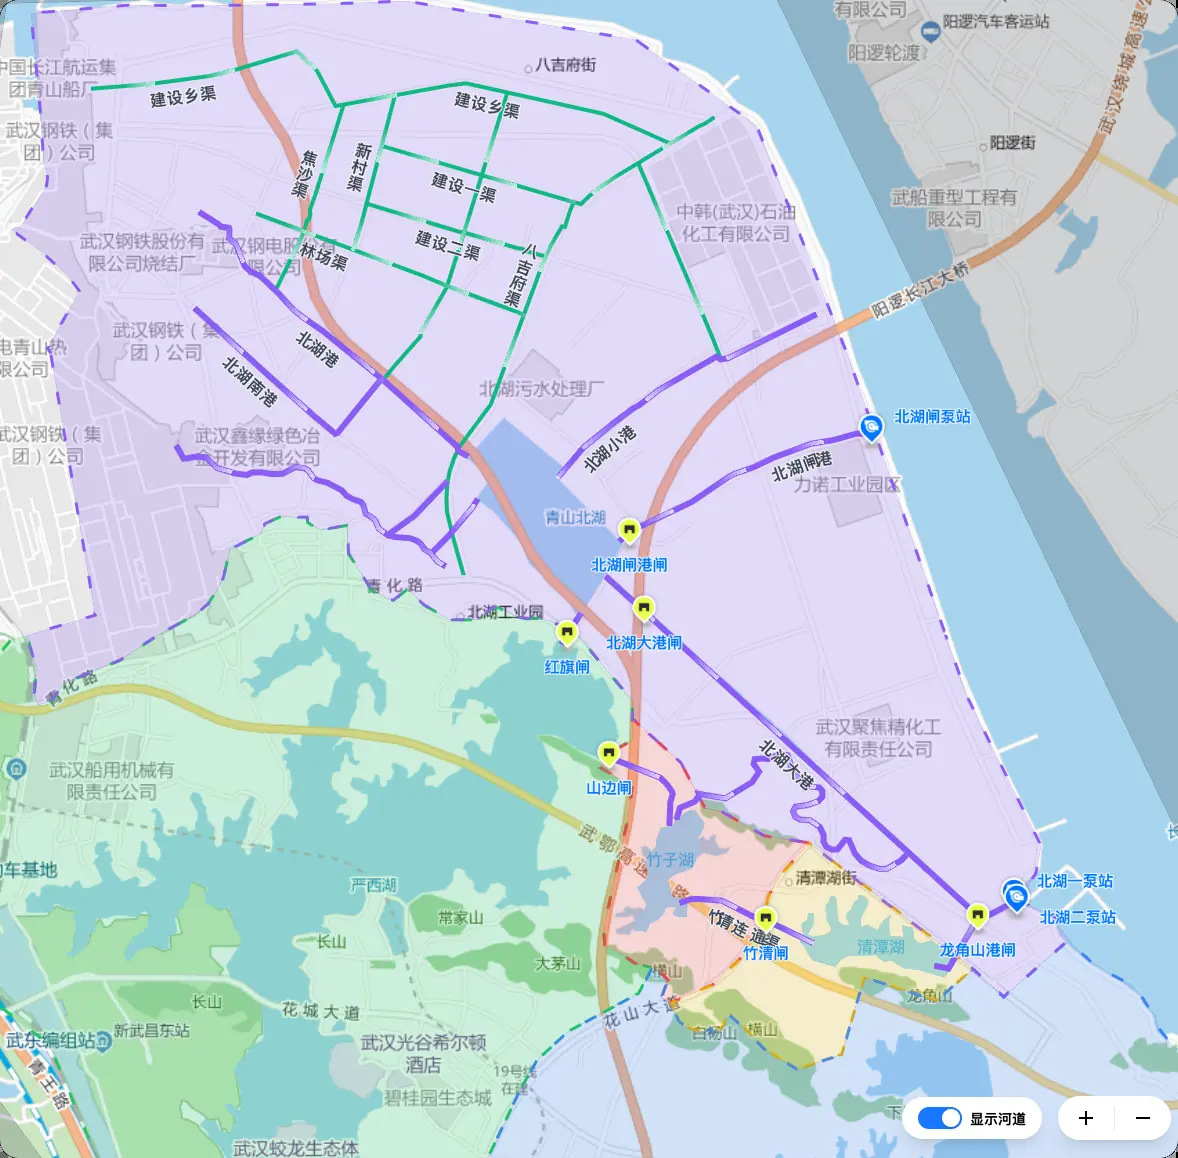 有限公司
阳逻汽车客运站
阳逻渡轮
武汉绕城高速
八吉府街
中国长江航运集
团青山船厂
建设乡渠
建设乡渠
武汉钢铁（集
团）公司
阳逻街
焦沙渠
新村渠
建设一渠
武船重型工程有
限公司
中韩(武汉)石油
化工有限公司
武汉钢铁股份有
限公司烧结厂
武汉钢电股份有
限公司
林场渠
建设二渠
八吉府渠
阳逻长江大桥
武汉钢铁（集
团）公司
电青山热
限公司
北湖港
北湖南港
北湖污水处理厂
北湖闸泵站
武汉钢铁（集
团）公司
武汉鑫缘绿色冶
金开发有限公司
北湖小港
北湖闸港
力诺工业园区
青山北湖
北湖闸港闸
青化路
北湖工业园
北湖大港闸
红旗闸
青化路
武汉聚焦精化工
有限责任公司
北湖大港
武汉船用机械有
限责任公司
山边闸
武鄂高速
路
竹子湖
动车基地
严西湖
清潭湖街
北湖一泵站
北湖二泵站
常家山
竹清连通渠
竹清闸
长山
清潭湖
龙角山港闸
大茅山
横山
长山
花城大道
花山大道
龙角山
新武昌东站
武东编组站
白杨山
横山
武汉光谷希尔顿
酒店
青王路
19号线
在建
碧桂园生态城
下
武汉蛟龙生态体
显示河道
+
−